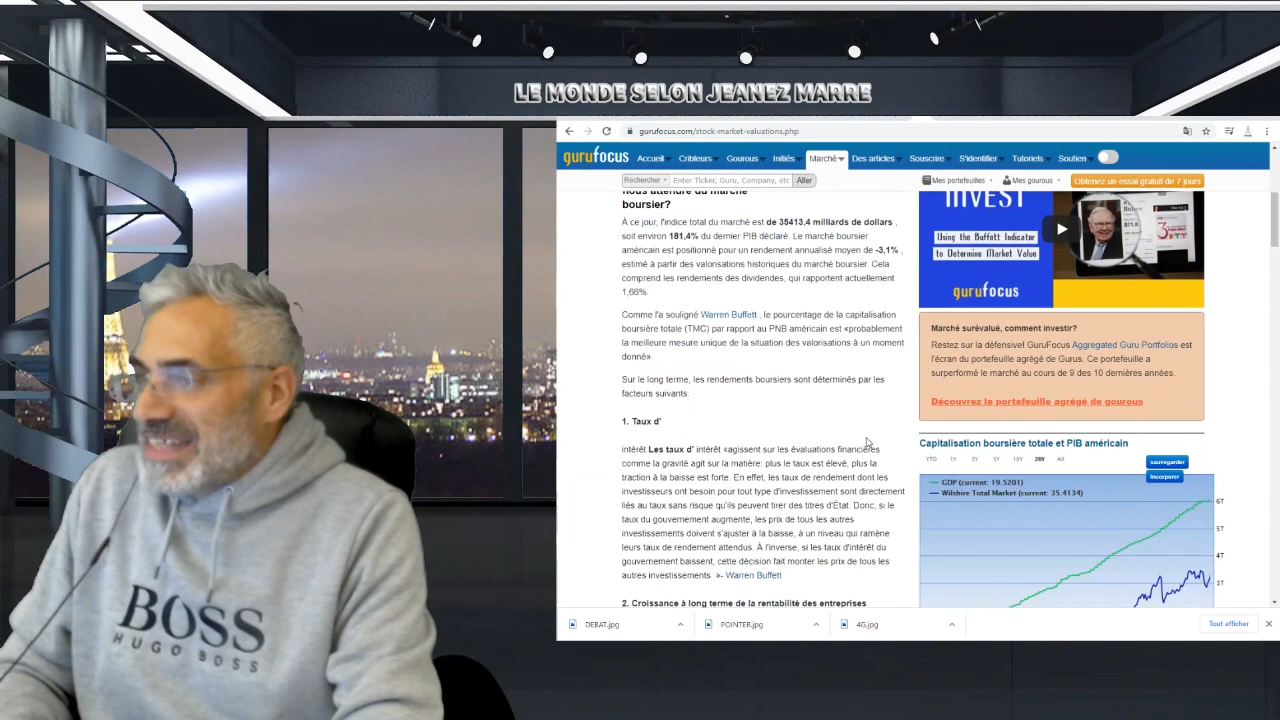 LE MONDE SELON JEANEZ MARRE
gurufocus.com/stock-market-valuations.php
gurufocus Accueil Cribleurs Gourous Initiés Marché Des articles Souscrire S'identifier Tutoriels Soutien
Rechercher Enter Ticker, Guru, Company, etc Aller Mes portefeuilles Mes gourous Obtenez un essai gratuit de 7 jours
nous attendre du marché
boursier?
À ce jour, l'indice total du marché est de 35413,4 milliards de dollars ,
soit environ 181,4% du dernier PIB déclaré. Le marché boursier
américain est positionné pour un rendement annualisé moyen de -3,1% ,
estimé à partir des valorisations historiques du marché boursier. Cela
comprend les rendements des dividendes, qui rapportent actuellement
1,66%.
Comme l'a souligné Warren Buffett , le pourcentage de la capitalisation
boursière totale (TMC) par rapport au PNB américain est «probablement
la meilleure mesure unique de la situation des valorisations à un moment
donné».
Sur le long terme, les rendements boursiers sont déterminés par les
facteurs suivants:
1. Taux d'
intérêt Les taux d' intérêt «agissent sur les évaluations financières
comme la gravité agit sur la matière: plus le taux est élevé, plus la
traction à la baisse est forte. En effet, les taux de rendement dont les
investisseurs ont besoin pour tout type d'investissement sont directement
liés au taux sans risque qu'ils peuvent tirer des titres d'État. Donc, si le
taux du gouvernement augmente, les prix de tous les autres
investissements doivent s'ajuster à la baisse, à un niveau qui ramène
leurs taux de rendement attendus. À l'inverse, si les taux d'intérêt du
gouvernement baissent, cette décision fait monter les prix de tous les
autres investissements. »- Warren Buffett
2. Croissance à long terme de la rentabilité des entreprises
INVEST
Using the Buffett Indicator
to Determine Market Value
gurufocus
Marché surévalué, comment investir?
Restez sur la défensive! GuruFocus Aggregated Guru Portfolios est
l'écran du portefeuille agrégé de Gurus. Ce portefeuille a
surperformé le marché au cours de 9 des 10 dernières années.
Découvrez le portefeuille agrégé de gourous
Capitalisation boursière totale et PIB américain
YTD 1Y 3Y 5Y 10Y 20Y All
sauvegarder
Incorporer
GDP (current: 19.5201)
Wilshire Total Market (current: 35.4134)
6T
5T
4T
3T
DEBAT.jpg POINTER.jpg 4G.jpg Tout afficher
BOSS
HUGO BOSS